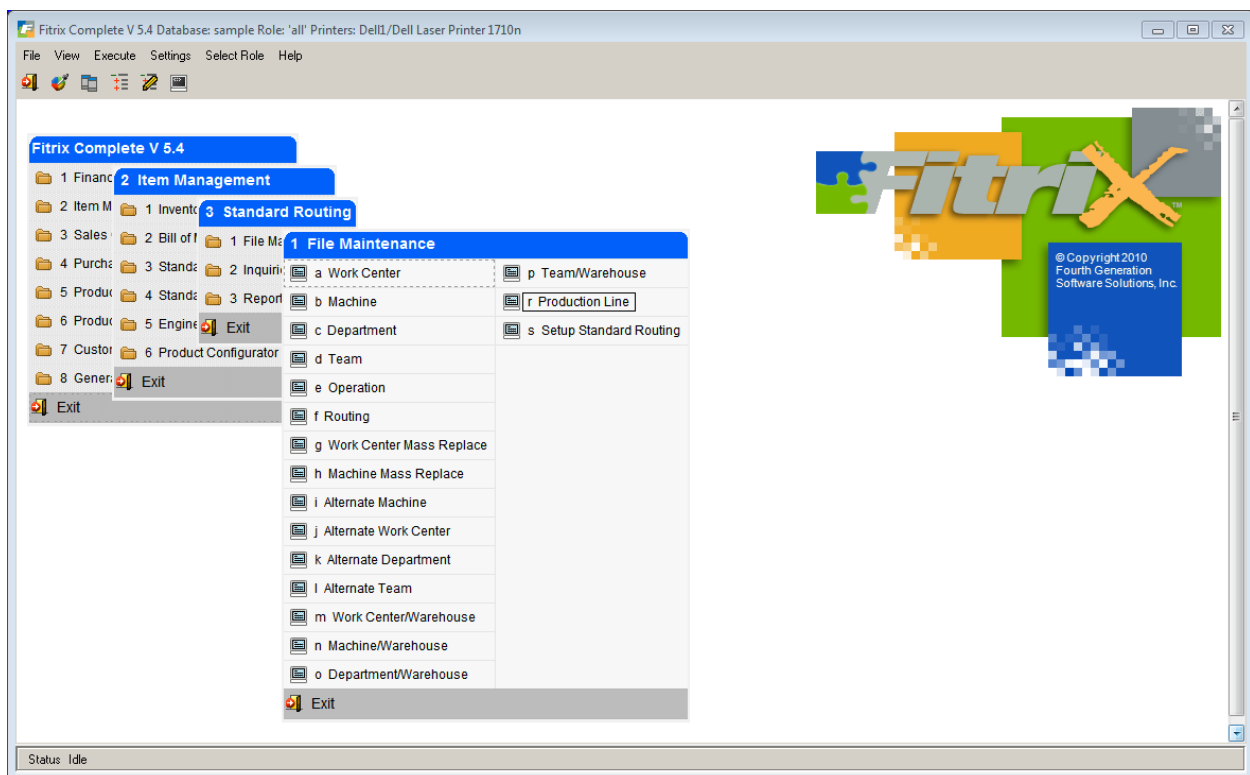 Fitrix Complete V 5.4 Database: sample Role: 'all' Printers: Dell1/Dell Laser Printer 1710n
File View Execute Settings Select Role Help
Fitrix Complete V 5.4
1 Financ
2 Item M
3 Sales
4 Purcha
5 Produc
6 Produc
7 Custor
8 Genera
Exit
2 Item Management
1 Invento
2 Bill of
3 Standa
4 Standa
5 Engine
6 Product Configurator
Exit
3 Standard Routing
1 File Ma
2 Inquiri
3 Report
Exit
1 File Maintenance
a Work Center
b Machine
c Department
d Team
e Operation
f Routing
g Work Center Mass Replace
h Machine Mass Replace
i Alternate Machine
j Alternate Work Center
k Alternate Department
l Alternate Team
m Work Center/Warehouse
n Machine/Warehouse
o Department/Warehouse
p Team/Warehouse
r Production Line
s Setup Standard Routing
Exit
FitriX
TM
©Copyright 2010
Fourth Generation
Software Solutions, Inc.
Status Idle